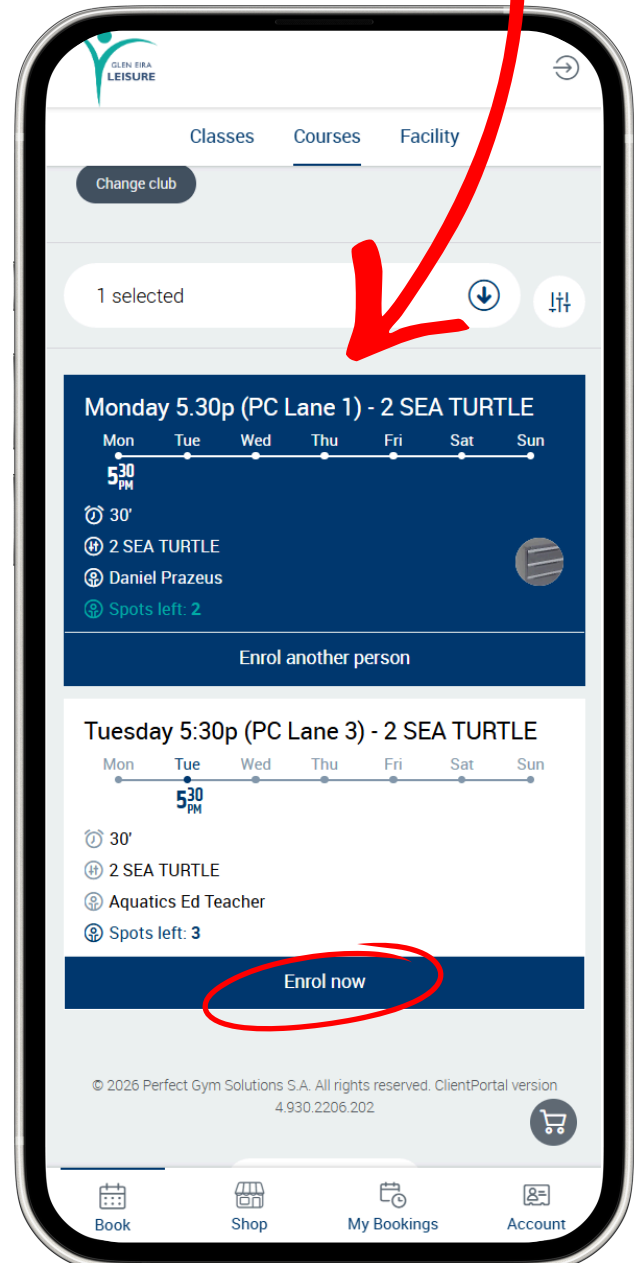 GLEN EIRA
LEISURE
Classes Courses Facility
Change club
1 selected
Monday 5.30p (PC Lane 1) - 2 SEA TURTLE
Mon Tue Wed Thu Fri Sat Sun
5 30 PM
30'
2 SEA TURTLE
Daniel Prazeus
Spots left: 2
Enrol another person
Tuesday 5:30p (PC Lane 3) - 2 SEA TURTLE
Mon Tue Wed Thu Fri Sat Sun
5 30 PM
30'
2 SEA TURTLE
Aquatics Ed Teacher
Spots left: 3
Enrol now
© 2026 Perfect Gym Solutions S.A. All rights reserved. ClientPortal version
4.930.2206.202
Book Shop My Bookings Account